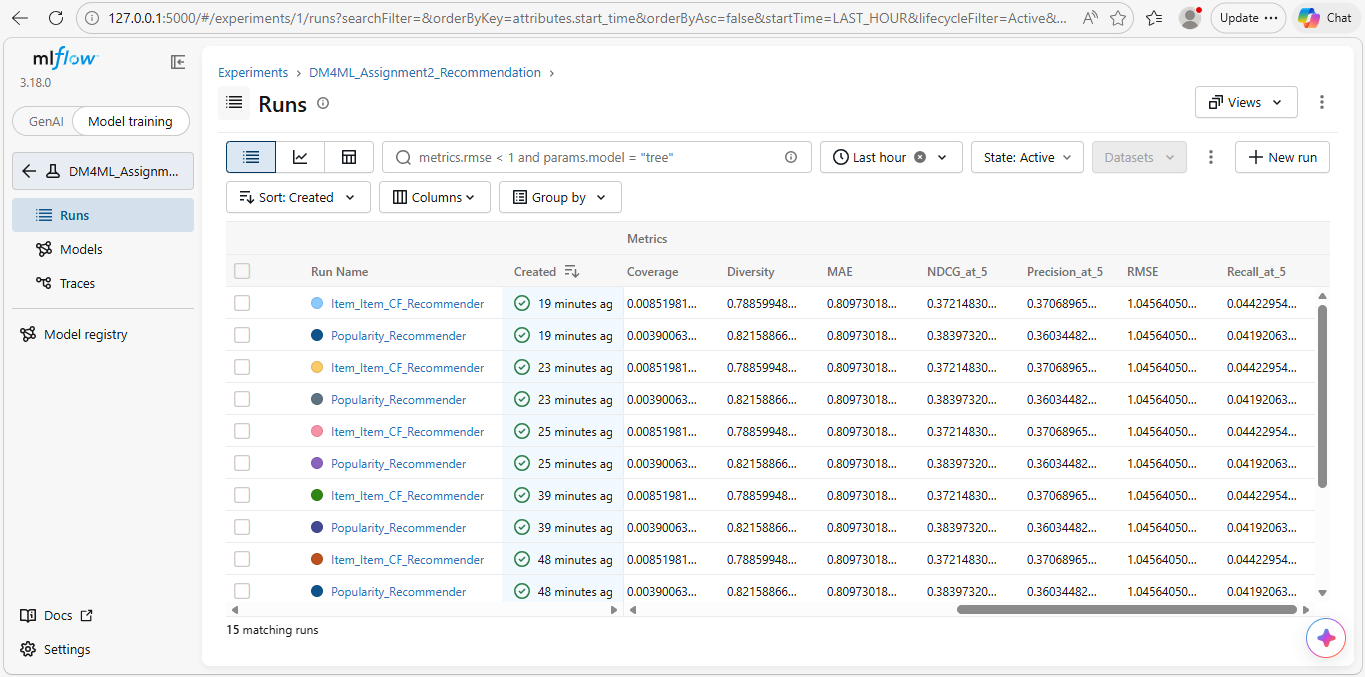 127.0.0.1:5000/#/experiments/1/runs?searchFilter=&orderByKey=attributes.start_time&orderByAsc=false&startTime=LAST_HOUR&lifecycleFilter=Active&...
Update
Chat
mlflow
3.18.0
GenAI
Model training
DM4ML_Assignm...
Runs
Models
Traces
Model registry
Docs
Settings
Experiments > DM4ML_Assignment2_Recommendation >
Runs
Views
metrics.rmse < 1 and params.model = "tree"
Last hour
State: Active
Datasets
New run
Sort: Created
Columns
Group by
Metrics
Run Name Created Coverage Diversity MAE NDCG_at_5 Precision_at_5 RMSE Recall_at_5
Item_Item_CF_Recommender 19 minutes ag 0.00851981... 0.78859948... 0.80973018... 0.37214830... 0.37068965... 1.04564050... 0.04422954...
Popularity_Recommender 19 minutes ag 0.00390063... 0.82158866... 0.80973018... 0.38397320... 0.36034482... 1.04564050... 0.04192063...
Item_Item_CF_Recommender 23 minutes ag 0.00851981... 0.78859948... 0.80973018... 0.37214830... 0.37068965... 1.04564050... 0.04422954...
Popularity_Recommender 23 minutes ag 0.00390063... 0.82158866... 0.80973018... 0.38397320... 0.36034482... 1.04564050... 0.04192063...
Item_Item_CF_Recommender 25 minutes ag 0.00851981... 0.78859948... 0.80973018... 0.37214830... 0.37068965... 1.04564050... 0.04422954...
Popularity_Recommender 25 minutes ag 0.00390063... 0.82158866... 0.80973018... 0.38397320... 0.36034482... 1.04564050... 0.04192063...
Item_Item_CF_Recommender 39 minutes ag 0.00851981... 0.78859948... 0.80973018... 0.37214830... 0.37068965... 1.04564050... 0.04422954...
Popularity_Recommender 39 minutes ag 0.00390063... 0.82158866... 0.80973018... 0.38397320... 0.36034482... 1.04564050... 0.04192063...
Item_Item_CF_Recommender 48 minutes ag 0.00851981... 0.78859948... 0.80973018... 0.37214830... 0.37068965... 1.04564050... 0.04422954...
Popularity_Recommender 48 minutes ag 0.00390063... 0.82158866... 0.80973018... 0.38397320... 0.36034482... 1.04564050... 0.04192063...
15 matching runs